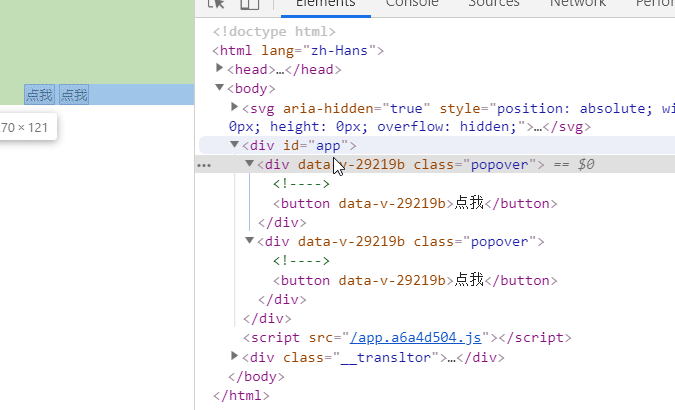 Elements Console Sources Network Perfor
<!doctype html>
<html lang="zh-Hans">
<head>…</head>
<body>
<svg aria-hidden="true" style="position: absolute; wi
0px; height: 0px; overflow: hidden;">…</svg>
<div id="app">
<div data-v-29219b class="popover"> == $0
<!---->
<button data-v-29219b>点我</button>
</div>
<div data-v-29219b class="popover">
<!---->
<button data-v-29219b>点我</button>
</div>
</div>
<script src="/app.a6a4d504.js"></script>
<div class="__transltor">…</div>
</body>
</html>
点我 点我
70 × 121